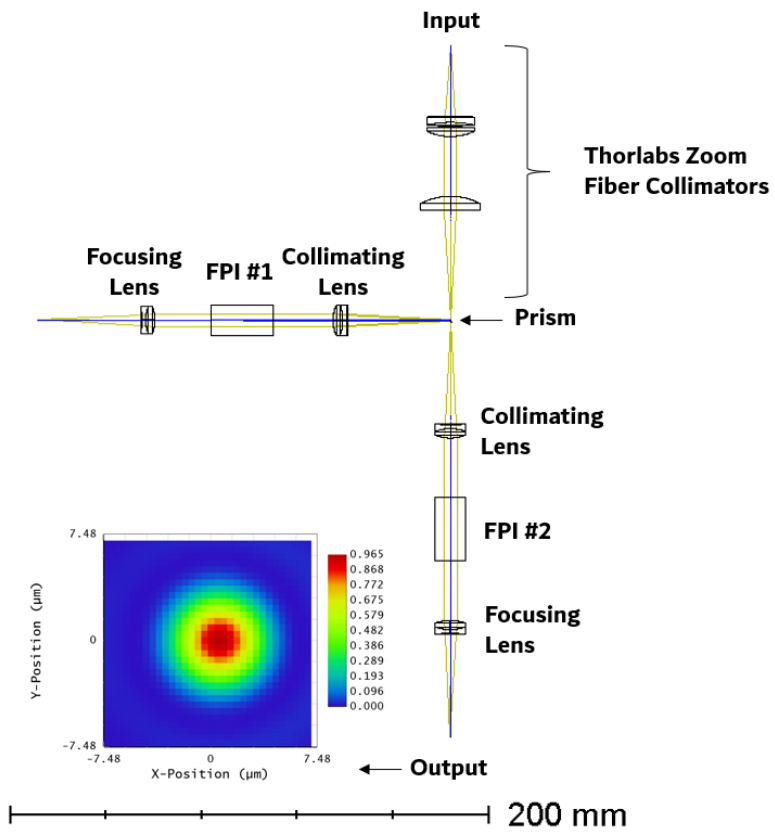 Input
Thorlabs Zoom
Fiber Collimators
Focusing
Lens
FPI #1
Collimating
Lens
Prism
Collimating
Lens
FPI #2
Focusing
Lens
7.48
0
-7.48
Y-Position (µm)
-7.48
0
7.48
X-Position (µm)
0.965
0.868
0.772
0.675
0.579
0.482
0.386
0.289
0.193
0.096
0.000
Output
200 mm